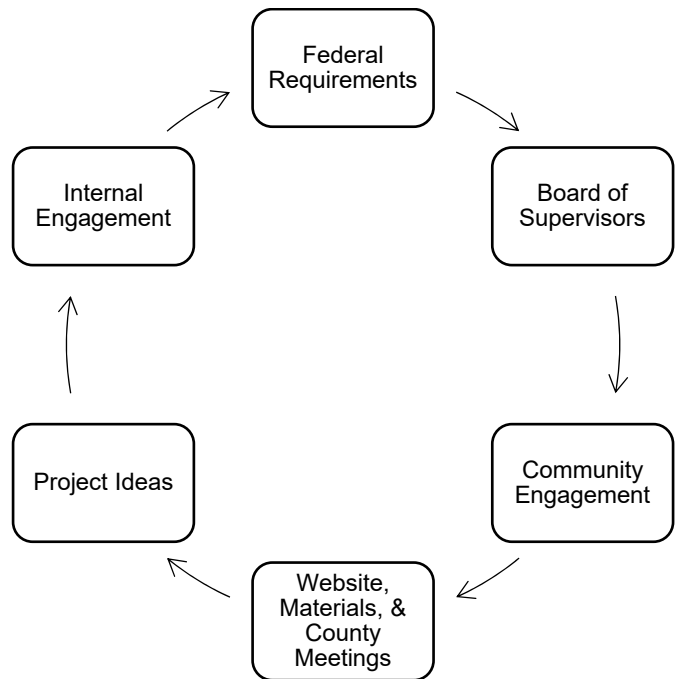 Federal
Requirements
Board of
Supervisors
Community
Engagement
Website,
Materials, &
County
Meetings
Project Ideas
Internal
Engagement